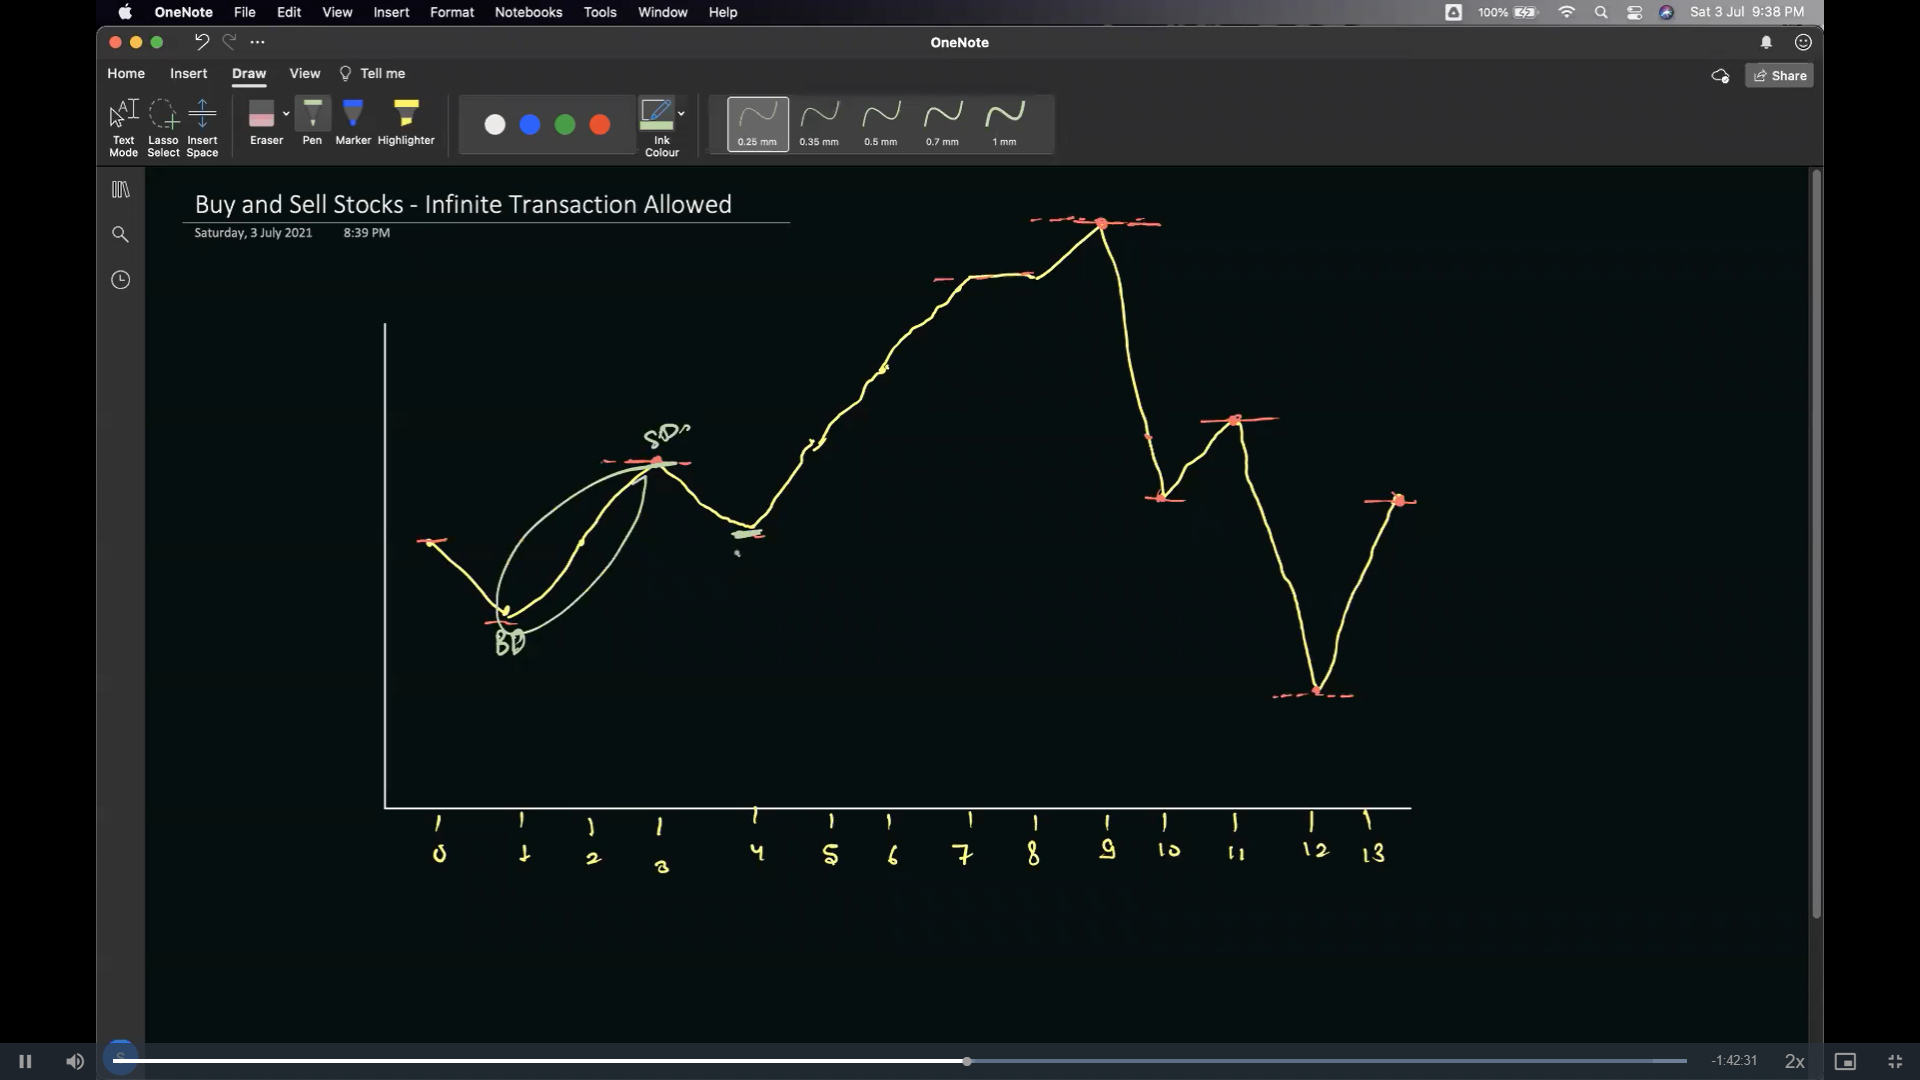 OneNote File Edit View Insert Format Notebooks Tools Window Help 100% Sat 3 Jul 9:38 PM
OneNote
Home Insert Draw View Tell me Share
Text Mode Lasso Select Insert Space Eraser Pen Marker Highlighter Ink Colour 0.25 mm 0.35 mm 0.5 mm 0.7 mm 1 mm
Buy and Sell Stocks - Infinite Transaction Allowed
Saturday, 3 July 2021 8:39 PM
SD
BD
0 1 2 3 4 5 6 7 8 9 10 11 12 13
-1:42:31 2x